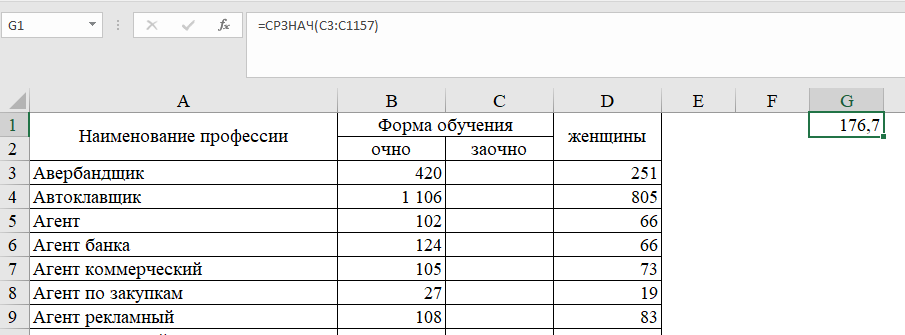 G1 =СРЗНАЧ(C3:C1157)
A B C D E F G
1 Наименование профессии Форма обучения женщины 176,7
2 очно заочно
3 Авербандщик 420 251
4 Автоклавщик 1 106 805
5 Агент 102 66
6 Агент банка 124 66
7 Агент коммерческий 105 73
8 Агент по закупкам 27 19
9 Агент рекламный 108 83